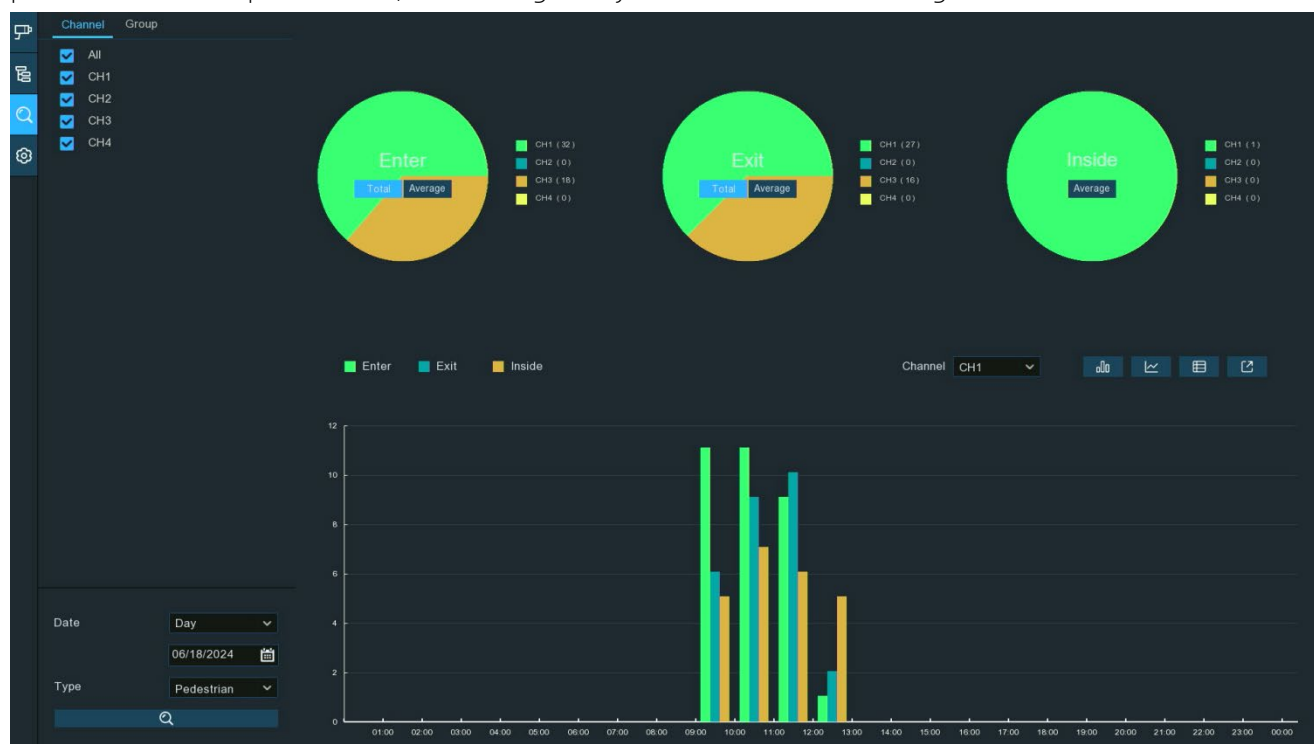 Channel Group
All
CH1
CH2
CH3
CH4
Enter
Total Average
CH1 ( 32 )
CH2 ( 0 )
CH3 ( 18 )
CH4 ( 0 )
Exit
Total Average
CH1 ( 27 )
CH2 ( 0 )
CH3 ( 16 )
CH4 ( 0 )
Inside
Average
CH1 ( 1 )
CH2 ( 0 )
CH3 ( 0 )
CH4 ( 0 )
Enter Exit Inside
Channel CH1
12
10
8
6
4
2
0
01:00 02:00 03:00 04:00 05:00 06:00 07:00 08:00 09:00 10:00 11:00 12:00 13:00 14:00 15:00 16:00 17:00 18:00 19:00 20:00 21:00 22:00 23:00 00:00
Date Day
06/18/2024
Type Pedestrian